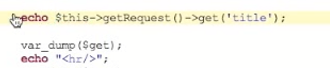 echo $this->getRequest()->get('title');
var_dump($get);
echo "<hr/>";